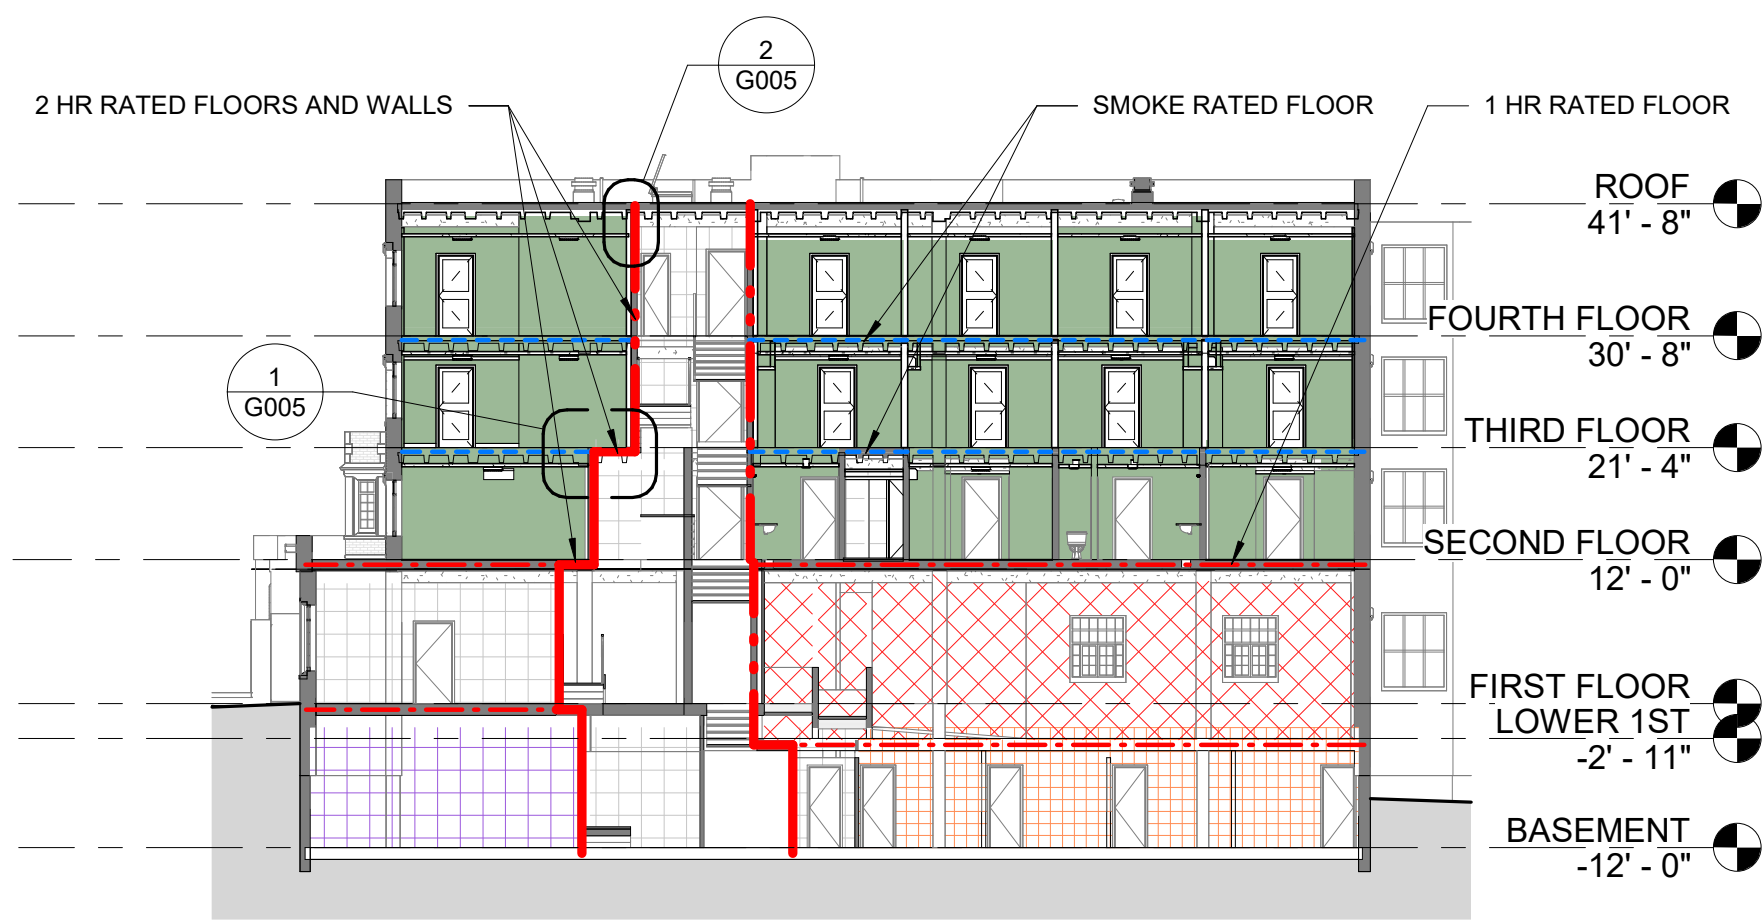 2
G005
2 HR RATED FLOORS AND WALLS
SMOKE RATED FLOOR
1 HR RATED FLOOR
ROOF
41' - 8"
FOURTH FLOOR
30' - 8"
1
G005
THIRD FLOOR
21' - 4"
SECOND FLOOR
12' - 0"
FIRST FLOOR
LOWER 1ST
-2' - 11"
BASEMENT
-12' - 0"